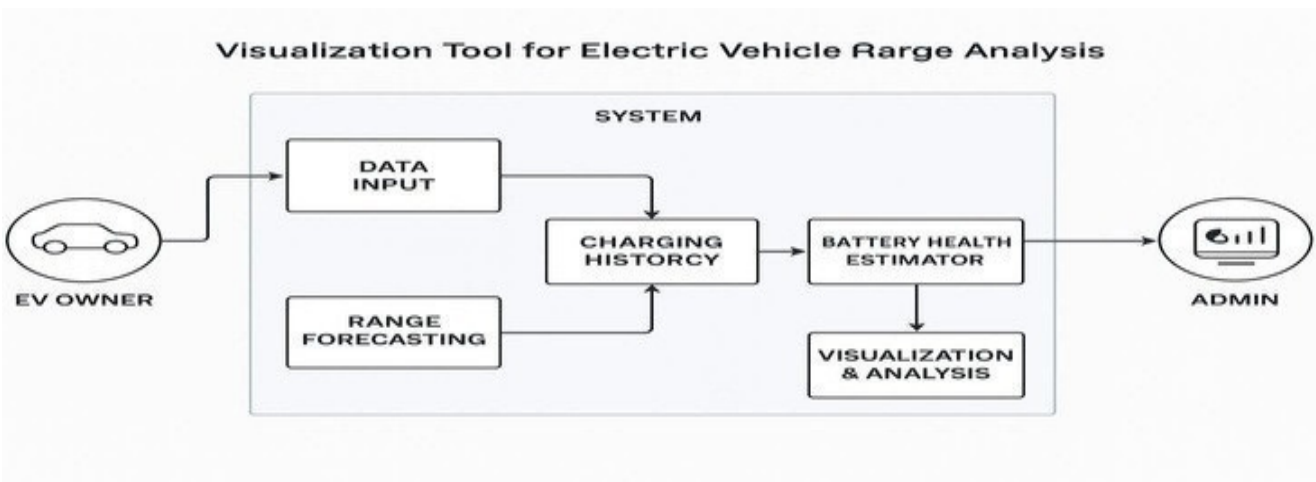 Visualization Tool for Electric Vehicle Rarge Analysis
SYSTEM
DATA
INPUT
CHARGING
HISTORCY
BATTERY HEALTH
ESTIMATOR
EV OWNER
ADMIN
RANGE
FORECASTING
VISUALIZATION
& ANALYSIS